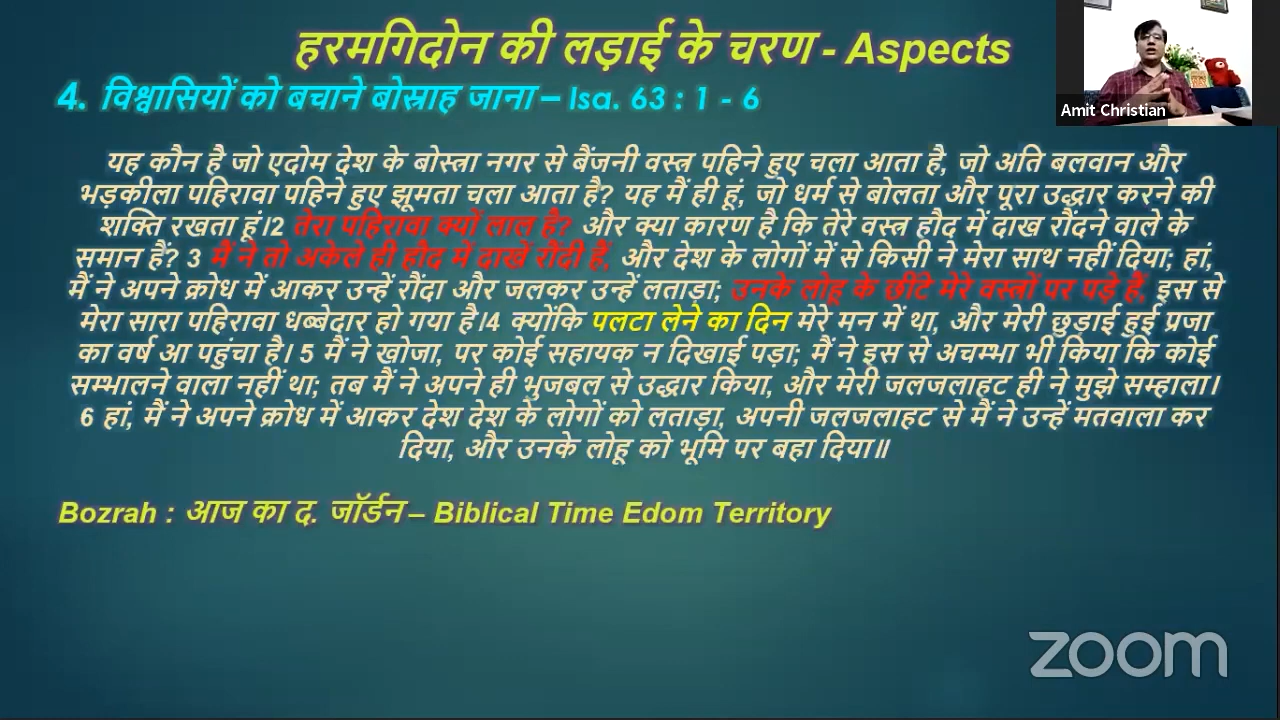 हरमगिदोन की लड़ाई के चरण - Aspects
4. विश्वासियों को बचाने बोस्राह जाना – Isa. 63 : 1 - 6
Amit Christian
यह कौन है जो एदोम देश के बोस्त्रा नगर से बैंजनी वस्त्र पहिने हुए चला आता है, जो अति बलवान और
भड़कीला पहिरावा पहिने हुए झूमता चला आता है? यह मैं ही हूं, जो धर्म से बोलता और पूरा उद्धार करने की
शक्ति रखता हूं।2 तेरा पहिरावा क्यों लाल है? और क्या कारण है कि तेरे वस्त्र हौद में दाख रौंदने वाले के
समान हैं? 3 मैं ने तो अकेले ही हौद में दाखें रौंदी हैं, और देश के लोगों में से किसी ने मेरा साथ नहीं दिया; हां,
मैं ने अपने क्रोध में आकर उन्हें रौंदा और जलकर उन्हें लताड़ा; उनके लोहू के छींटे मेरे वस्त्रों पर पड़े हैं, इस से
मेरा सारा पहिरावा धब्बेदार हो गया है।4 क्योंकि पलटा लेने का दिन मेरे मन में था, और मेरी छुड़ाई हुई प्रजा
का वर्ष आ पहुंचा है। 5 मैं ने खोजा, पर कोई सहायक न दिखाई पड़ा; मैं ने इस से अचम्भा भी किया कि कोई
सम्भालने वाला नहीं था; तब मैं ने अपने ही भुजबल से उद्धार किया, और मेरी जलजलाहट ही ने मुझे सम्हाला।
6 हां, मैं ने अपने क्रोध में आकर देश देश के लोगों को लताड़ा, अपनी जलजलाहट से मैं ने उन्हें मतवाला कर
दिया, और उनके लोहू को भूमि पर बहा दिया॥
Bozrah : आज का द. जॉर्डन – Biblical Time Edom Territory
zoom